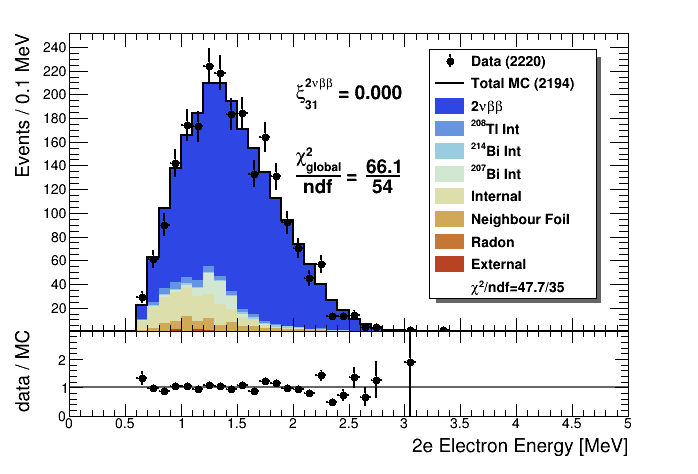 Events / 0.1 MeV
240
220
200
180
160
140
120
100
80
60
40
20
ξ³¹ 2νββ = 0.000
χ²global / ndf = 66.1 / 54
Data (2220)
Total MC (2194)
2νββ
²⁰⁸Tl Int
²¹⁴Bi Int
²⁰⁷Bi Int
Internal
Neighbour Foil
Radon
External
χ²/ndf=47.7/35
data / MC
2
1
0
0 0.5 1 1.5 2 2.5 3 3.5 4 4.5 5
2e Electron Energy [MeV]